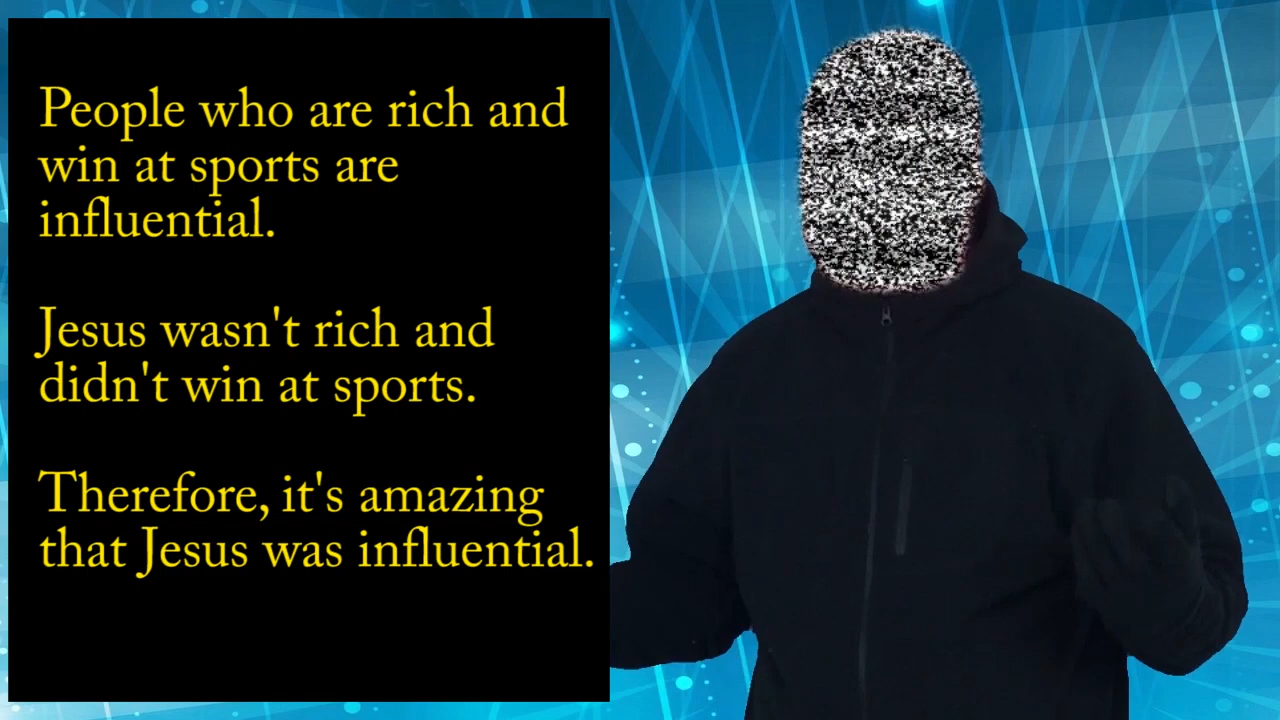 People who are rich and
win at sports are
influential.
Jesus wasn't rich and
didn't win at sports.
Therefore, it's amazing
that Jesus was influential.